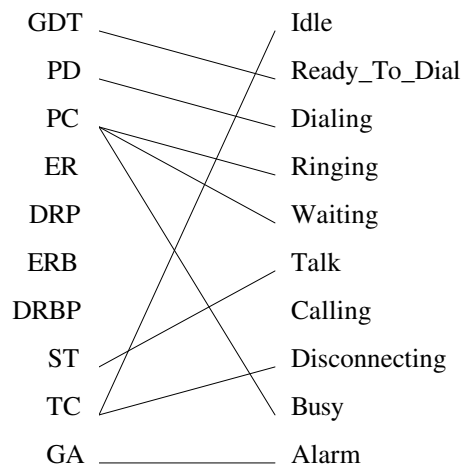 GDT Idle
PD Ready_To_Dial
PC Dialing
ER Ringing
DRP Waiting
ERB Talk
DRBP Calling
ST Disconnecting
TC Busy
GA Alarm